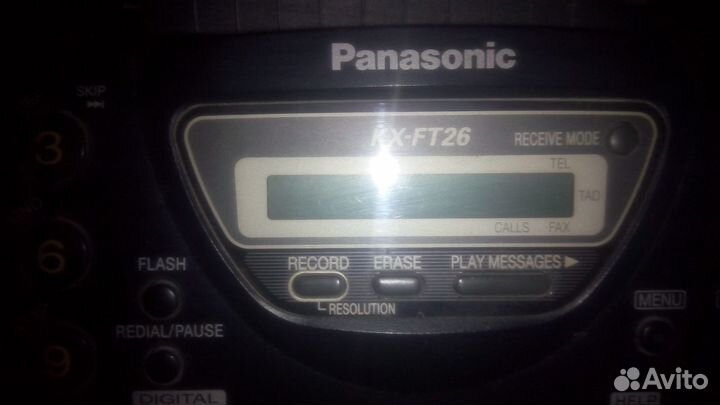 Panasonic
SKIP
KX-FT26
RECEIVE MODE
3
TEL
TAD
CALLS FAX
6
FLASH
RECORD ERASE PLAY MESSAGES
RESOLUTION
MENU
REDIAL/PAUSE
9
DIGITAL
HELP
Avito